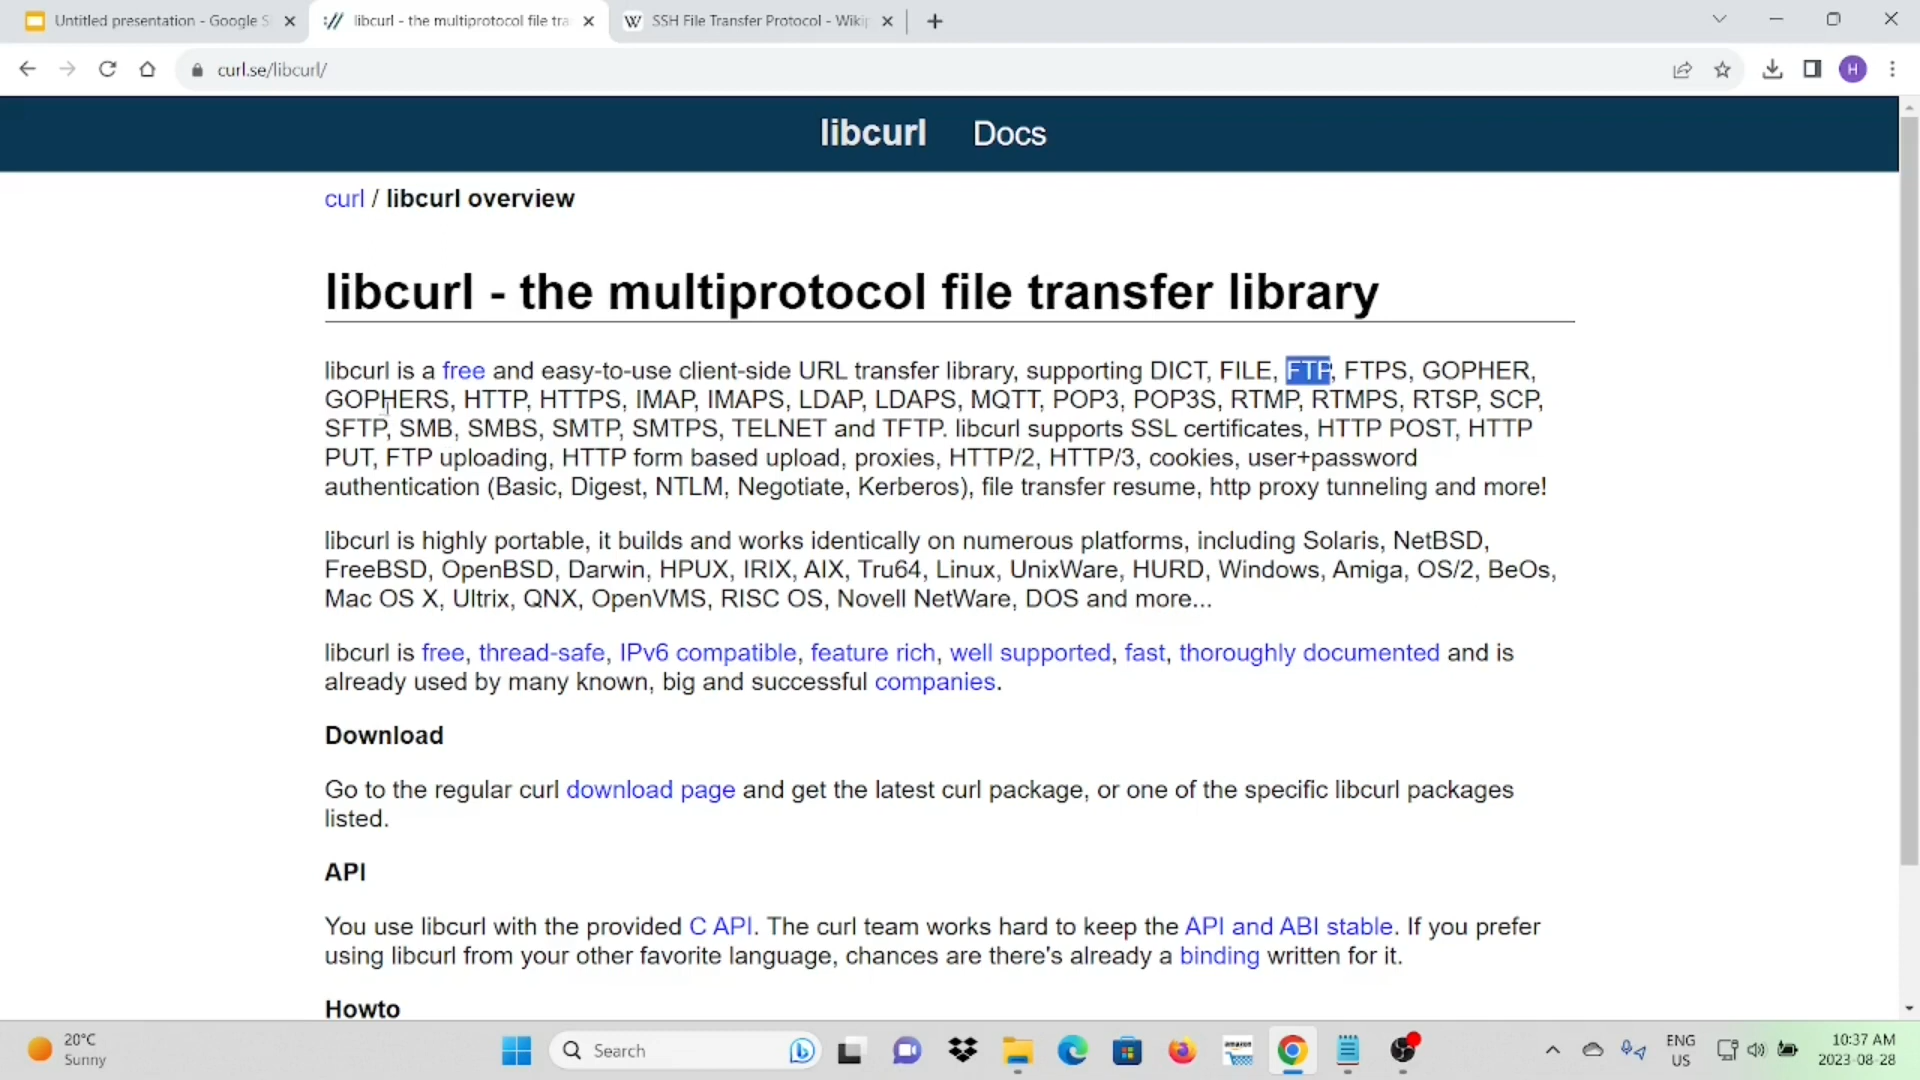 Untitled presentation - Google S
libcurl - the multiprotocol file tra
SSH File Transfer Protocol - Wikip
curl.se/libcurl/
H
libcurl Docs
curl / libcurl overview
libcurl - the multiprotocol file transfer library
libcurl is a free and easy-to-use client-side URL transfer library, supporting DICT, FILE, FTP, FTPS, GOPHER,
GOPHERS, HTTP, HTTPS, IMAP, IMAPS, LDAP, LDAPS, MQTT, POP3, POP3S, RTMP, RTMPS, RTSP, SCP,
SFTP, SMB, SMBS, SMTP, SMTPS, TELNET and TFTP. libcurl supports SSL certificates, HTTP POST, HTTP
PUT, FTP uploading, HTTP form based upload, proxies, HTTP/2, HTTP/3, cookies, user+password
authentication (Basic, Digest, NTLM, Negotiate, Kerberos), file transfer resume, http proxy tunneling and more!
libcurl is highly portable, it builds and works identically on numerous platforms, including Solaris, NetBSD,
FreeBSD, OpenBSD, Darwin, HPUX, IRIX, AIX, Tru64, Linux, UnixWare, HURD, Windows, Amiga, OS/2, BeOs,
Mac OS X, Ultrix, QNX, OpenVMS, RISC OS, Novell NetWare, DOS and more...
libcurl is free, thread-safe, IPv6 compatible, feature rich, well supported, fast, thoroughly documented and is
already used by many known, big and successful companies.
Download
Go to the regular curl download page and get the latest curl package, or one of the specific libcurl packages
listed.
API
You use libcurl with the provided C API. The curl team works hard to keep the API and ABI stable. If you prefer
using libcurl from your other favorite language, chances are there's already a binding written for it.
Howto
20°C
Sunny
Search
amazon
ENG
US
10:37 AM
2023-08-28